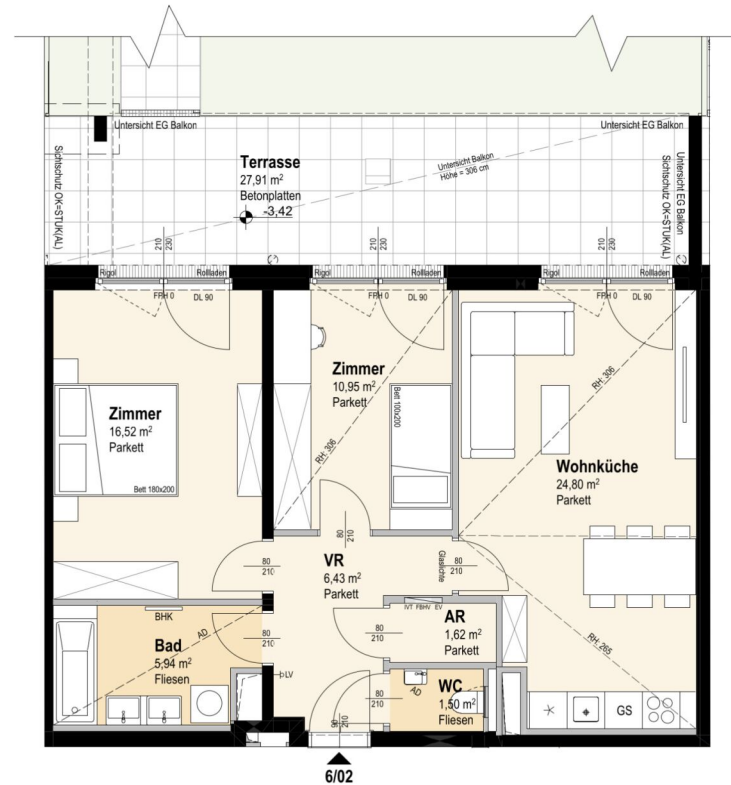 Untersicht EG Balkon
Untersicht EG Balkon
Sichtschutz OK=STUK(AL)
Terrasse
27,91 m²
Betonplatten
-3,42
Untersicht Balkon
Höhe = 306 cm
Untersicht EG Balkon
Sichtschutz OK=STUK(AL)
210
230
210
230
210
230
Rigol
Rollladen
Rigol
Rollladen
Rigol
Rollladen
FPH 0
DL 90
FPH 0
DL 90
FPH 0
DL 90
Zimmer
16,52 m²
Parkett
Bett 180x200
Zimmer
10,95 m²
Parkett
Bett 100x200
RH: 306
RH: 306
Wohnküche
24,80 m²
Parkett
80
210
VR
6,43 m²
Parkett
80
210
Glaslichte
80
210
IVT FBHV EV
AR
1,62 m²
Parkett
80
210
BHK
AD
Bad
5,94 m²
Fliesen
80
210
LV
RH: 265
WC
1,50 m²
Fliesen
AD
80
210
90
210
GS
6/02